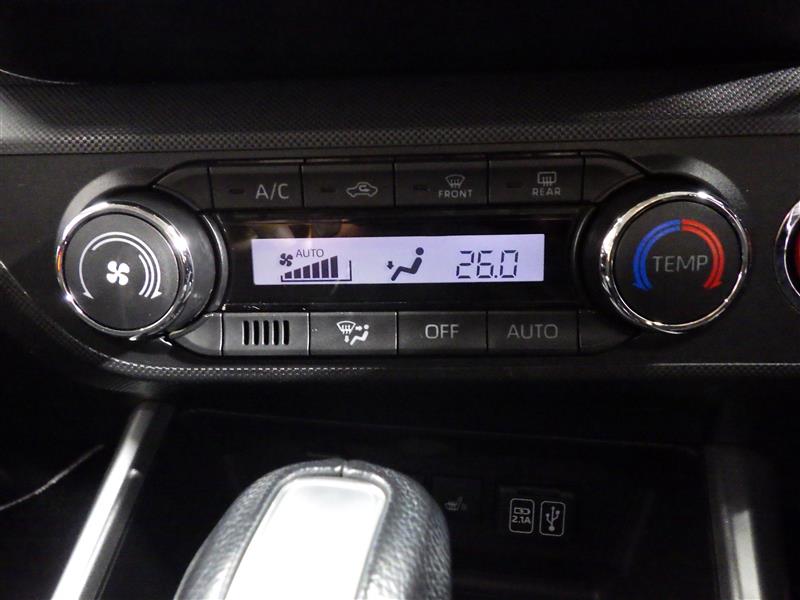 A/C FRONT REAR
AUTO
26.0
TEMP
OFF AUTO
2.1A